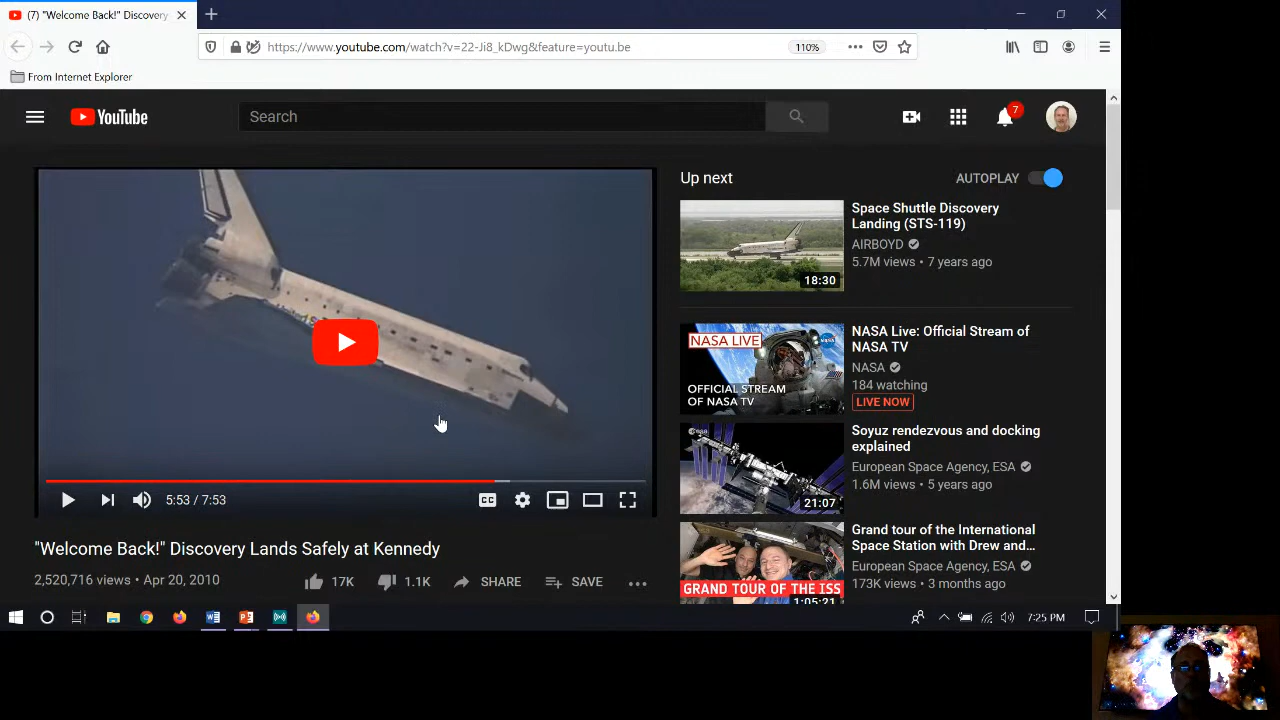 (7) "Welcome Back!" Discovery
https://www.youtube.com/watch?v=22-Ji8_kDwg&feature=youtu.be
110%
From Internet Explorer
YouTube
Search
7
Up next
AUTOPLAY
Space Shuttle Discovery
Landing (STS-119)
AIRBOYD
5.7M views • 7 years ago
18:30
NASA LIVE
OFFICIAL STREAM
OF NASA TV
NASA Live: Official Stream of
NASA TV
NASA
184 watching
LIVE NOW
esa
21:07
Soyuz rendezvous and docking
explained
European Space Agency, ESA
1.6M views • 5 years ago
GRAND TOUR OF THE ISS
1:05:21
Grand tour of the International
Space Station with Drew and...
European Space Agency, ESA
173K views • 3 months ago
5:53 / 7:53
CC
"Welcome Back!" Discovery Lands Safely at Kennedy
2,520,716 views • Apr 20, 2010
17K
1.1K
SHARE
SAVE
7:25 PM